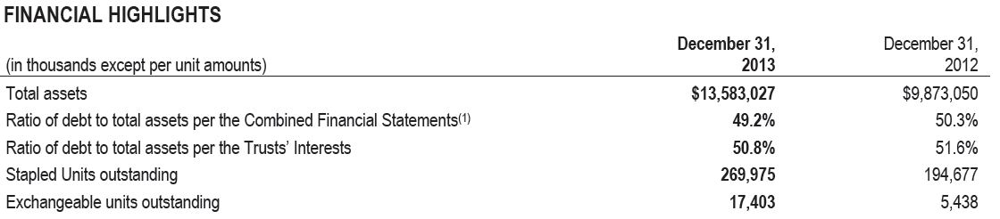 FINANCIAL HIGHLIGHTS
December 31, December 31,
(in thousands except per unit amounts) 2013 2012
Total assets $13,583,027 $9,873,050
Ratio of debt to total assets per the Combined Financial Statements(1) 49.2% 50.3%
Ratio of debt to total assets per the Trusts’ Interests 50.8% 51.6%
Stapled Units outstanding 269,975 194,677
Exchangeable units outstanding 17,403 5,438